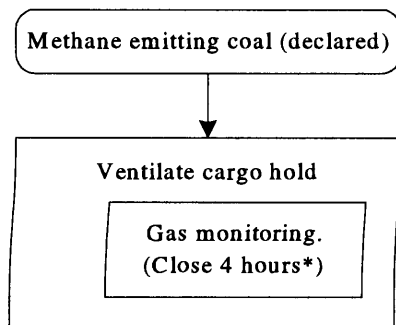 Methane emitting coal (declared)
Ventilate cargo hold
Gas monitoring.
(Close 4 hours*)